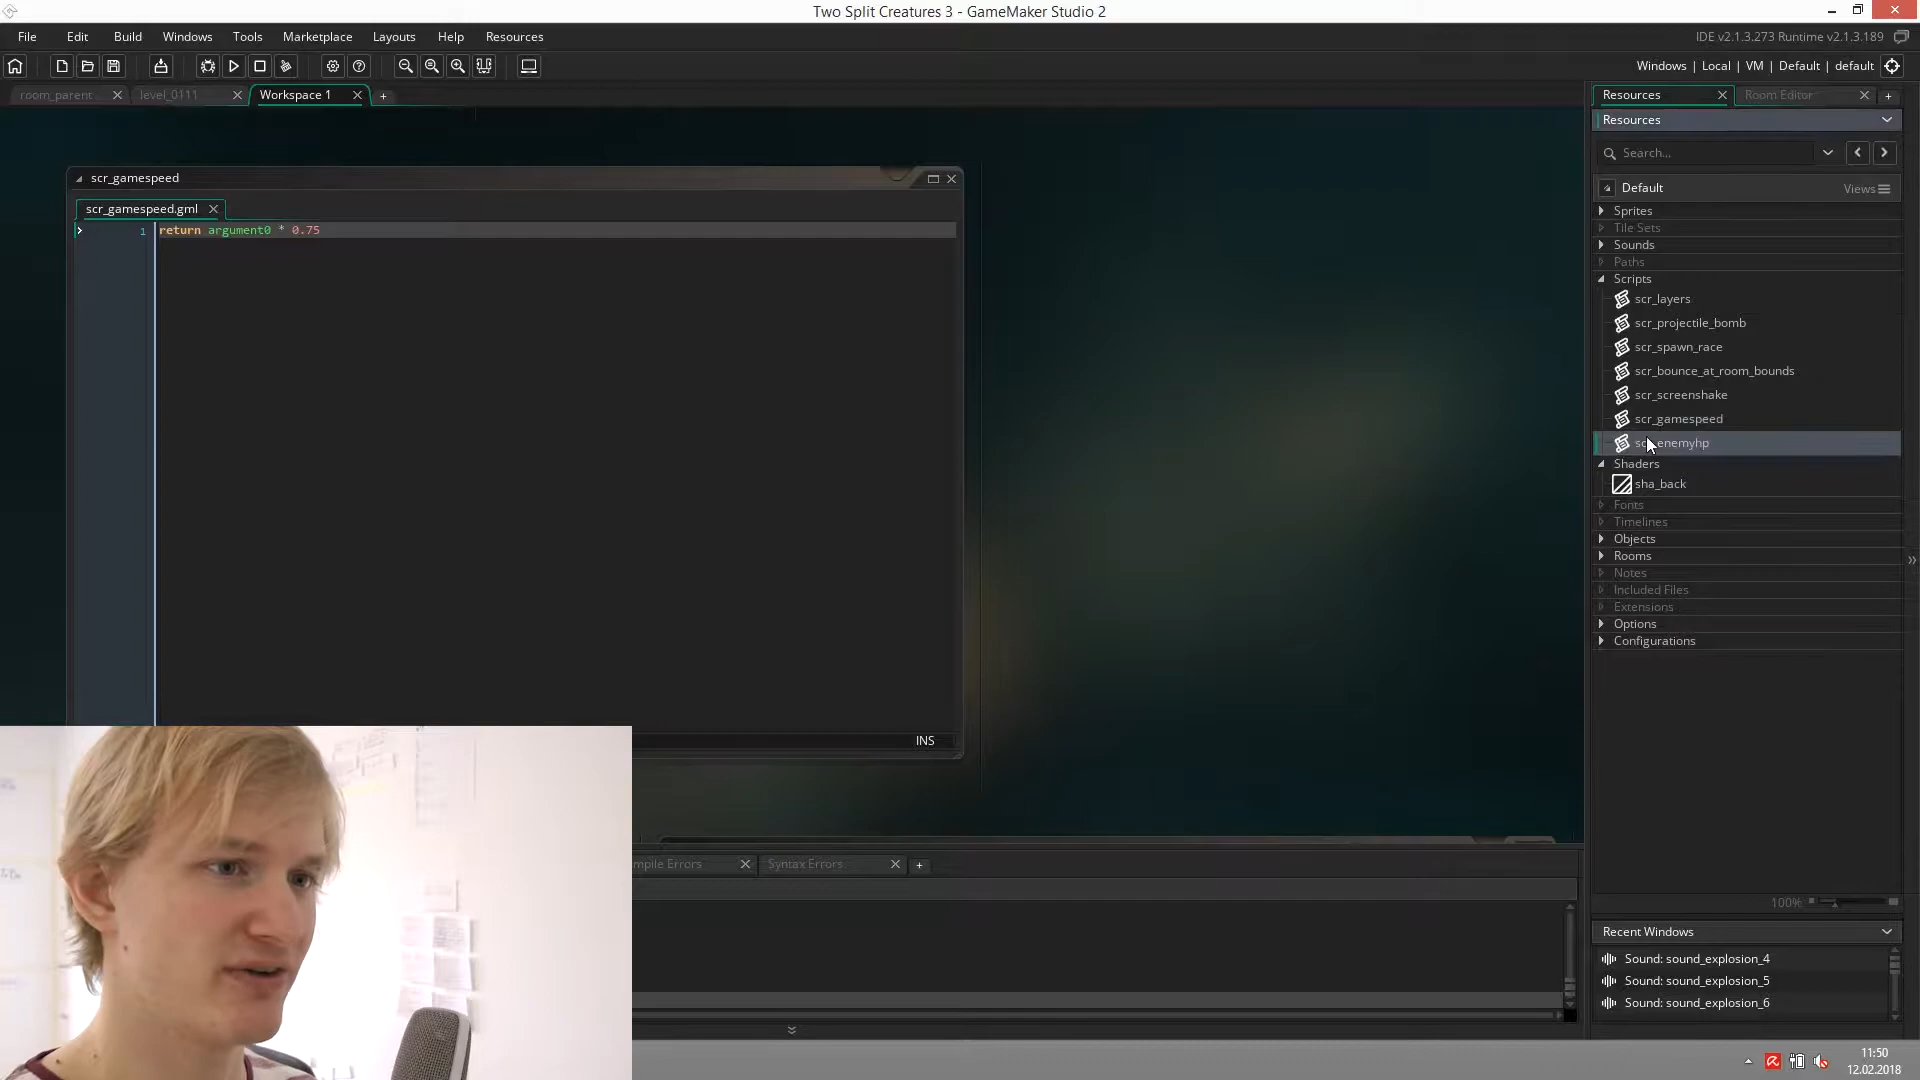 Two Split Creatures 3 - GameMaker Studio 2
File Edit Build Windows Tools Marketplace Layouts Help Resources
IDE v2.1.3.273 Runtime v2.1.3.189
Windows | Local | VM | Default | default
room_parent
level_0111
Workspace 1
scr_gamespeed
scr_gamespeed.gml
1 return argument0 * 0.75
INS
mpile Errors
Syntax Errors
Resources
Room Editor
Resources
Search...
Default
Views
Sprites
Tile Sets
Sounds
Paths
Scripts
scr_layers
scr_projectile_bomb
scr_spawn_race
scr_bounce_at_room_bounds
scr_screenshake
scr_gamespeed
enemyhp
Shaders
sha_back
Fonts
Timelines
Objects
Rooms
Notes
Included Files
Extensions
Options
Configurations
100%
Recent Windows
Sound: sound_explosion_4
Sound: sound_explosion_5
Sound: sound_explosion_6
11:50
12.02.2018